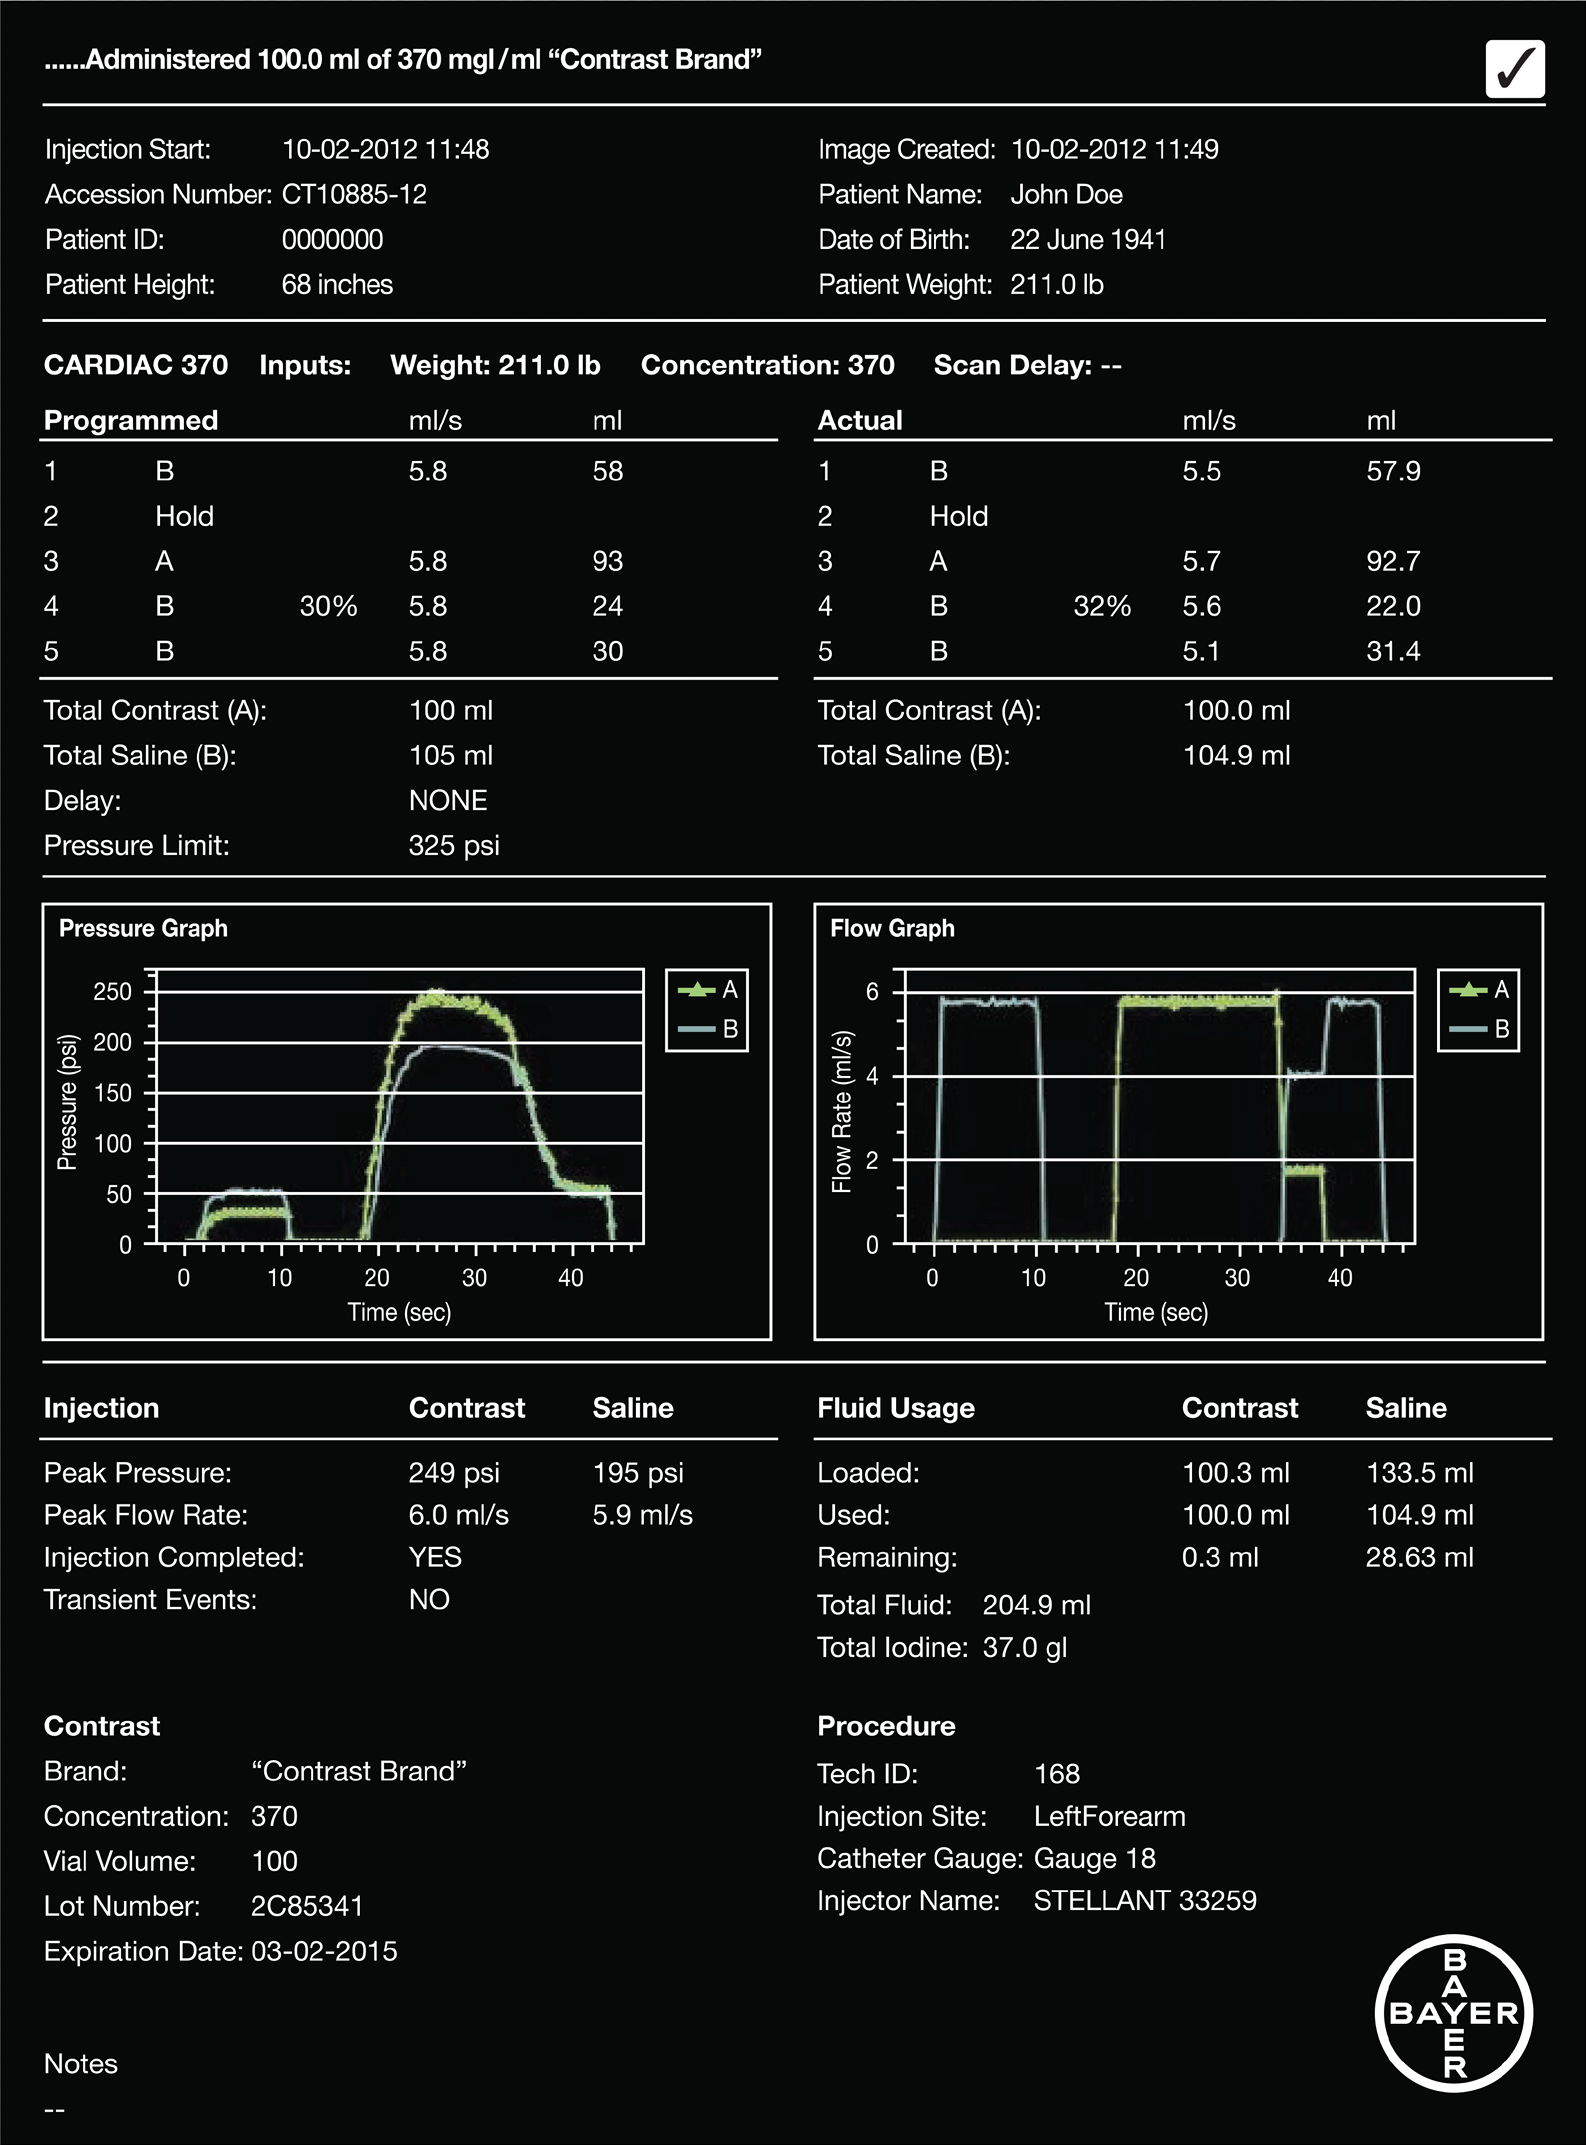 ......Administered 100.0 ml of 370 mgl/ml “Contrast Brand”
Injection Start: 10-02-2012 11:48
Accession Number: CT10885-12
Patient ID: 0000000
Patient Height: 68 inches
Image Created: 10-02-2012 11:49
Patient Name: John Doe
Date of Birth: 22 June 1941
Patient Weight: 211.0 lb
CARDIAC 370 Inputs: Weight: 211.0 lb Concentration: 370 Scan Delay: --
Programmed ml/s ml
1 B 5.8 58
2 Hold
3 A 5.8 93
4 B 30% 5.8 24
5 B 5.8 30
Total Contrast (A): 100 ml
Total Saline (B): 105 ml
Delay: NONE
Pressure Limit: 325 psi
Actual ml/s ml
1 B 5.5 57.9
2 Hold
3 A 5.7 92.7
4 B 32% 5.6 22.0
5 B 5.1 31.4
Total Contrast (A): 100.0 ml
Total Saline (B): 104.9 ml
Pressure Graph
Pressure (psi)
250
200
150
100
50
0
0 10 20 30 40
Time (sec)
A
B
Flow Graph
Flow Rate (ml/s)
6
4
2
0
0 10 20 30 40
Time (sec)
A
B
Injection Contrast Saline
Peak Pressure: 249 psi 195 psi
Peak Flow Rate: 6.0 ml/s 5.9 ml/s
Injection Completed: YES
Transient Events: NO
Fluid Usage Contrast Saline
Loaded: 100.3 ml 133.5 ml
Used: 100.0 ml 104.9 ml
Remaining: 0.3 ml 28.63 ml
Total Fluid: 204.9 ml
Total Iodine: 37.0 gl
Contrast
Brand: “Contrast Brand”
Concentration: 370
Vial Volume: 100
Lot Number: 2C85341
Expiration Date: 03-02-2015
Procedure
Tech ID: 168
Injection Site: LeftForearm
Catheter Gauge: Gauge 18
Injector Name: STELLANT 33259
Notes
--
BAYER
BAYER